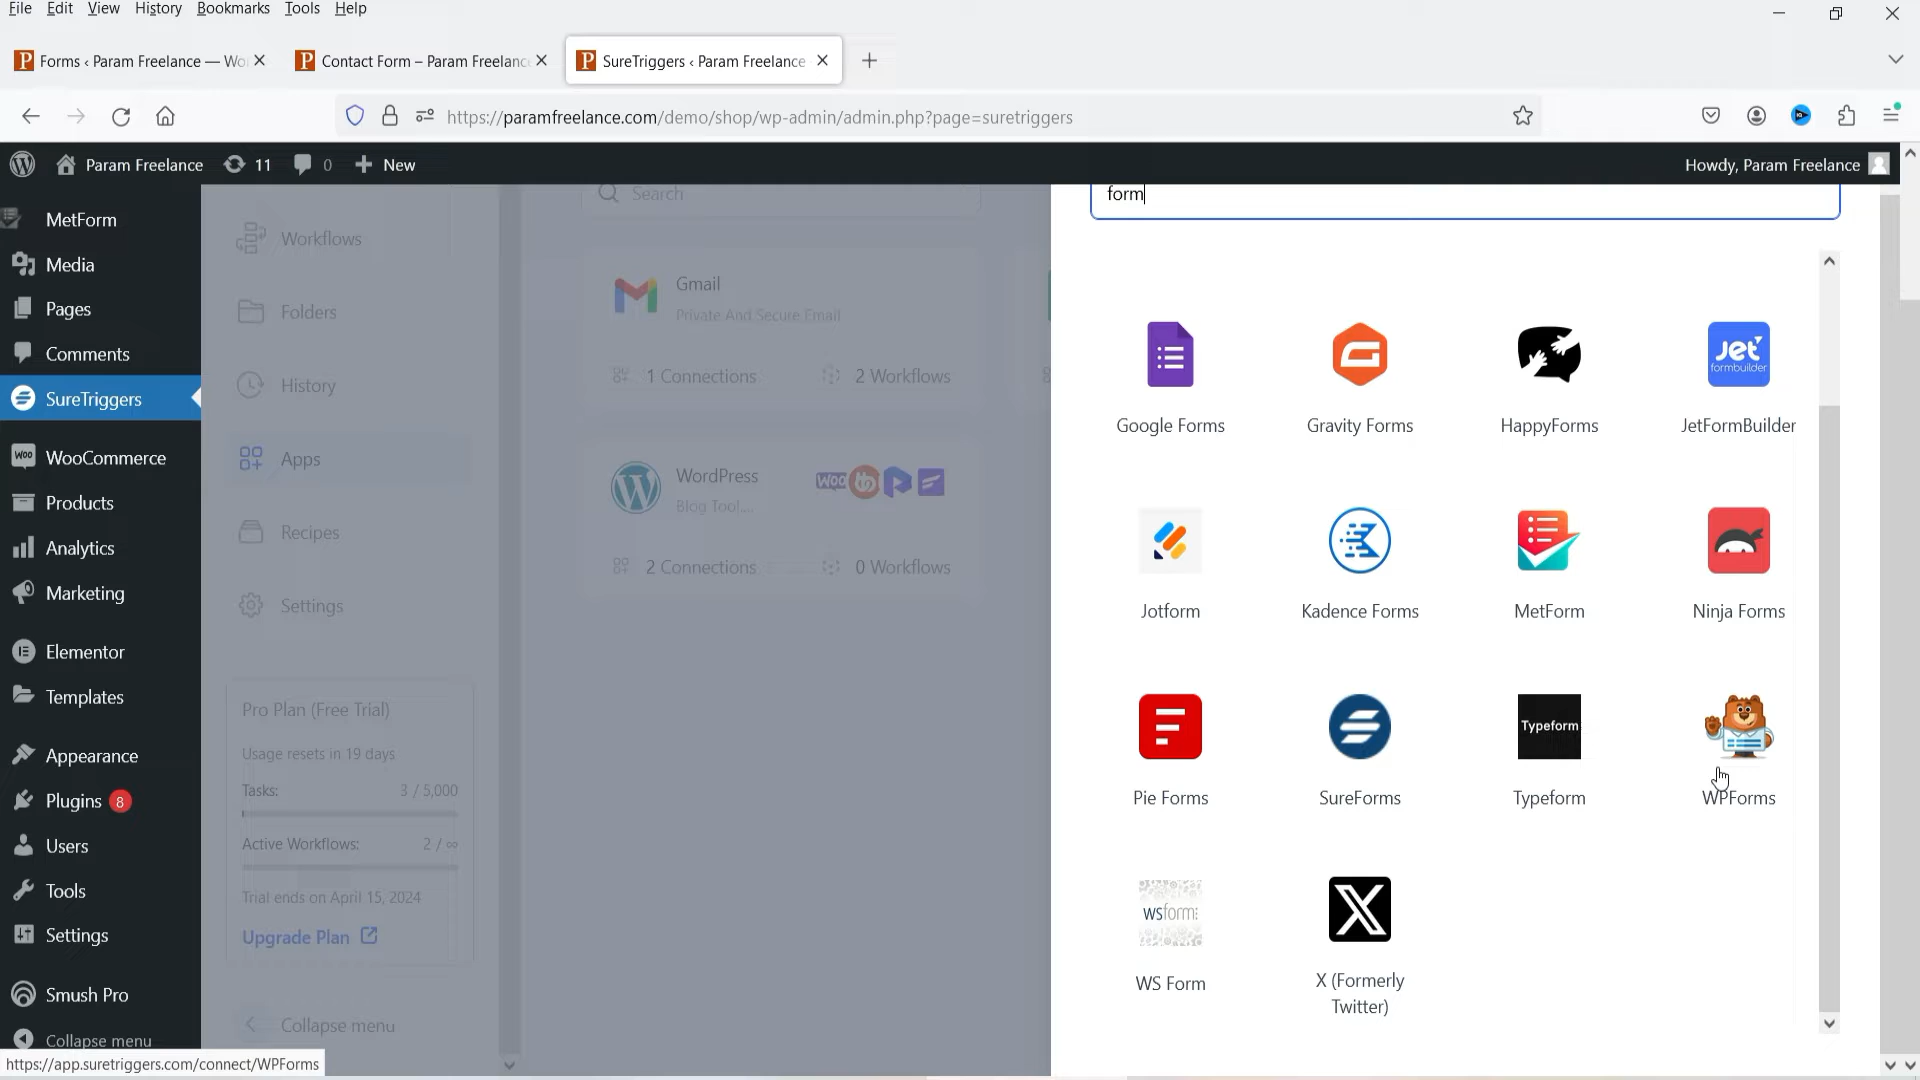 File Edit View History Bookmarks Tools Help
Forms ‹ Param Freelance — Wo
Contact Form – Param Freelanc
SureTriggers ‹ Param Freelance
https://paramfreelance.com/demo/shop/wp-admin/admin.php?page=suretriggers
Param Freelance 11 0 New Howdy, Param Freelance
MetForm
Media
Pages
Comments
SureTriggers
WooCommerce
Products
Analytics
Marketing
Elementor
Templates
Appearance
Plugins 8
Users
Tools
Settings
Smush Pro
Collapse menu
https://app.suretriggers.com/connect/WPForms
Workflows
Folders
History
Apps
Recipes
Settings
Pro Plan (Free Trial)
Usage resets in 19 days
Tasks: 3 / 5,000
Active Workflows: 2 / ∞
Trial ends on April 15, 2024
Upgrade Plan
Collapse menu
Search
Gmail
Private And Secure Email
1 Connections 2 Workflows
WordPress
Woo
Blog Tool,...
2 Connections 0 Workflows
form
Jet
formbuilder
Google Forms Gravity Forms HappyForms JetFormBuilder
Jotform Kadence Forms MetForm Ninja Forms
Typeform
Pie Forms SureForms Typeform WPForms
wsform
WS Form
X (Formerly
Twitter)